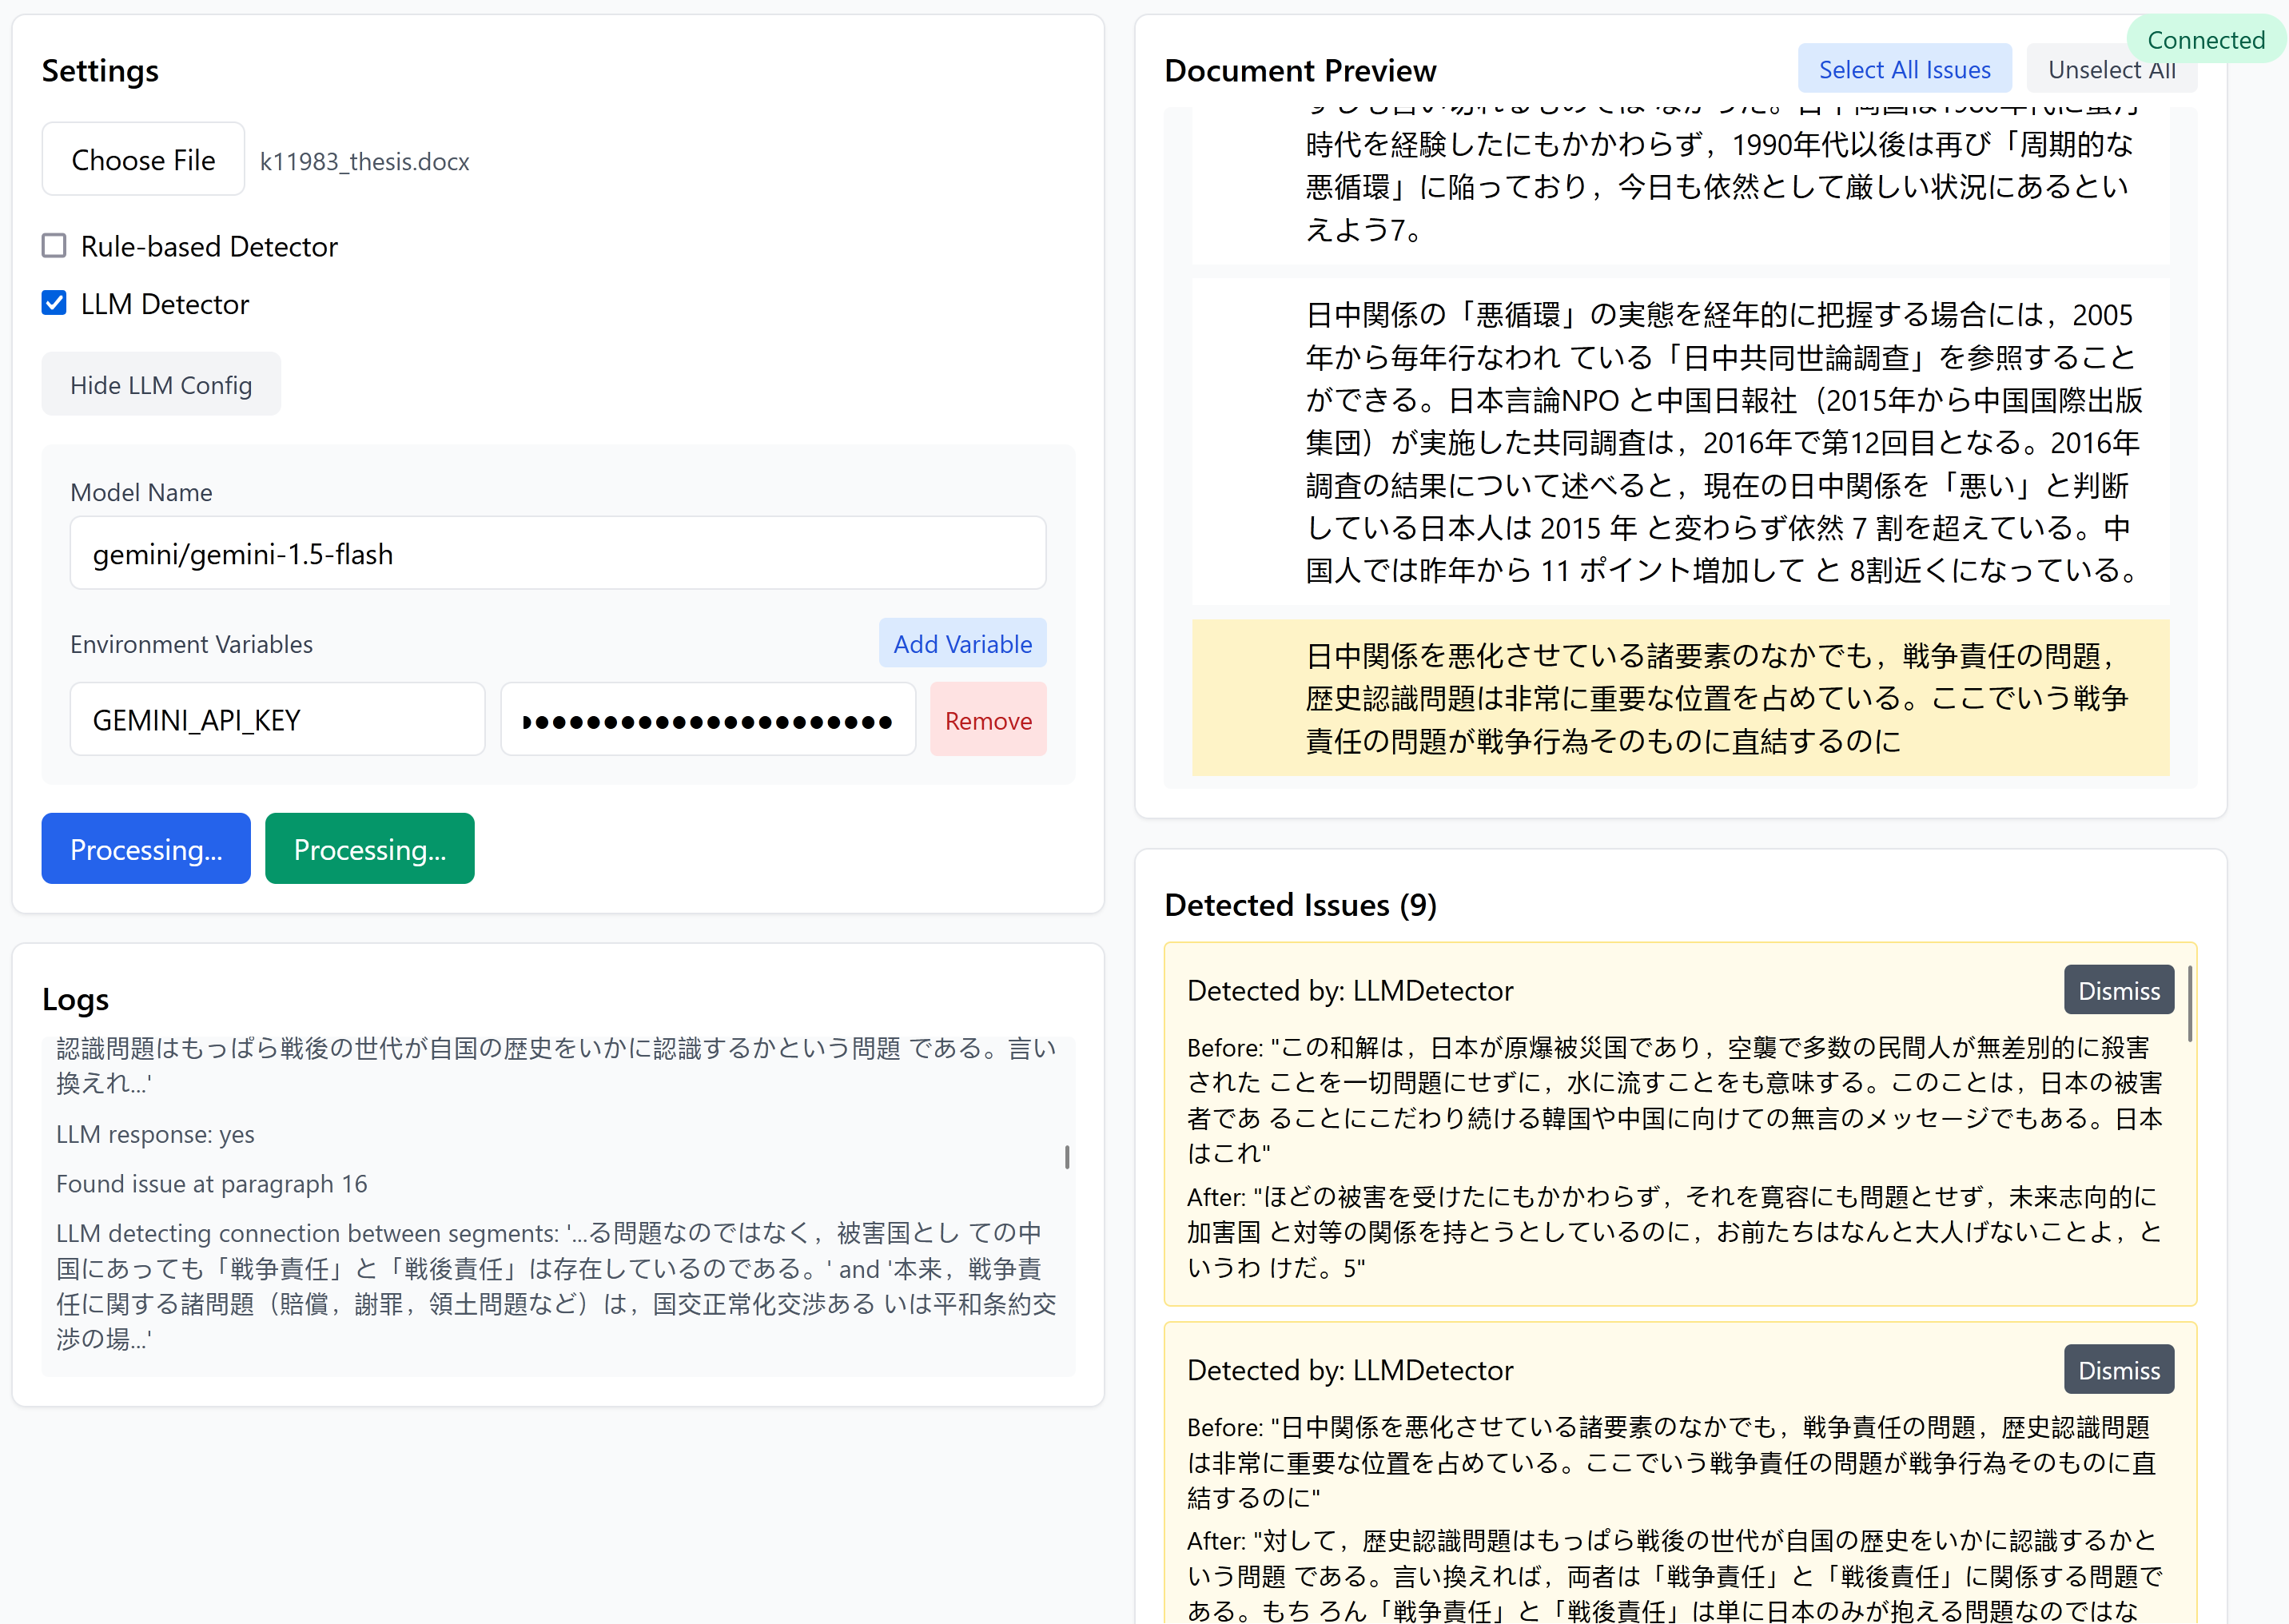 Settings
Choose File
k11983_thesis.docx
Rule-based Detector
LLM Detector
Hide LLM Config
Model Name
gemini/gemini-1.5-flash
Environment Variables
Add Variable
GEMINI_API_KEY
Remove
Processing...
Processing...
Logs
認識問題はもっぱら戦後の世代が自国の歴史をいかに認識するかという問題 である。言い
換えれ...'
LLM response: yes
Found issue at paragraph 16
LLM detecting connection between segments: '...る問題なのではなく，被害国とし ての中
国にあっても「戦争責任」と「戦後責任」は存在しているのである。' and '本来，戦争責
任に関する諸問題（賠償，謝罪，領土問題など）は，国交正常化交渉ある いは平和条約交
渉の場...'
Document Preview
Select All Issues
Unselect All
Connected
時代を経験したにもかかわらず，1990年代以後は再び「周期的な
悪循環」に陥っており，今日も依然として厳しい状況にあるとい
えよう7。
日中関係の「悪循環」の実態を経年的に把握する場合には，2005
年から毎年行なわれ ている「日中共同世論調査」を参照すること
ができる。日本言論NPO と中国日報社（2015年から中国国際出版
集団）が実施した共同調査は，2016年で第12回目となる。2016年
調査の結果について述べると，現在の日中関係を「悪い」と判断
している日本人は 2015 年 と変わらず依然 7 割を超えている。中
国人では昨年から 11 ポイント増加して と 8割近くになっている。
日中関係を悪化させている諸要素のなかでも，戦争責任の問題，
歴史認識問題は非常に重要な位置を占めている。ここでいう戦争
責任の問題が戦争行為そのものに直結するのに
Detected Issues (9)
Detected by: LLMDetector
Dismiss
Before: "この和解は，日本が原爆被災国であり，空襲で多数の民間人が無差別的に殺害
された ことを一切問題にせずに，水に流すことをも意味する。このことは，日本の被害
者であ ることにこだわり続ける韓国や中国に向けての無言のメッセージでもある。日本
はこれ"
After: "ほどの被害を受けたにもかかわらず，それを寛容にも問題とせず，未来志向的に
加害国 と対等の関係を持とうとしているのに，お前たちはなんと大人げないことよ，と
いうわ けだ。5"
Detected by: LLMDetector
Dismiss
Before: "日中関係を悪化させている諸要素のなかでも，戦争責任の問題，歴史認識問題
は非常に重要な位置を占めている。ここでいう戦争責任の問題が戦争行為そのものに直
結するのに"
After: "対して，歴史認識問題はもっぱら戦後の世代が自国の歴史をいかに認識するかと
いう問題 である。言い換えれば，両者は「戦争責任」と「戦後責任」に関係する問題で
ある。もち ろん「戦争責任」と「戦後責任」は単に日本のみが抱える問題なのではな